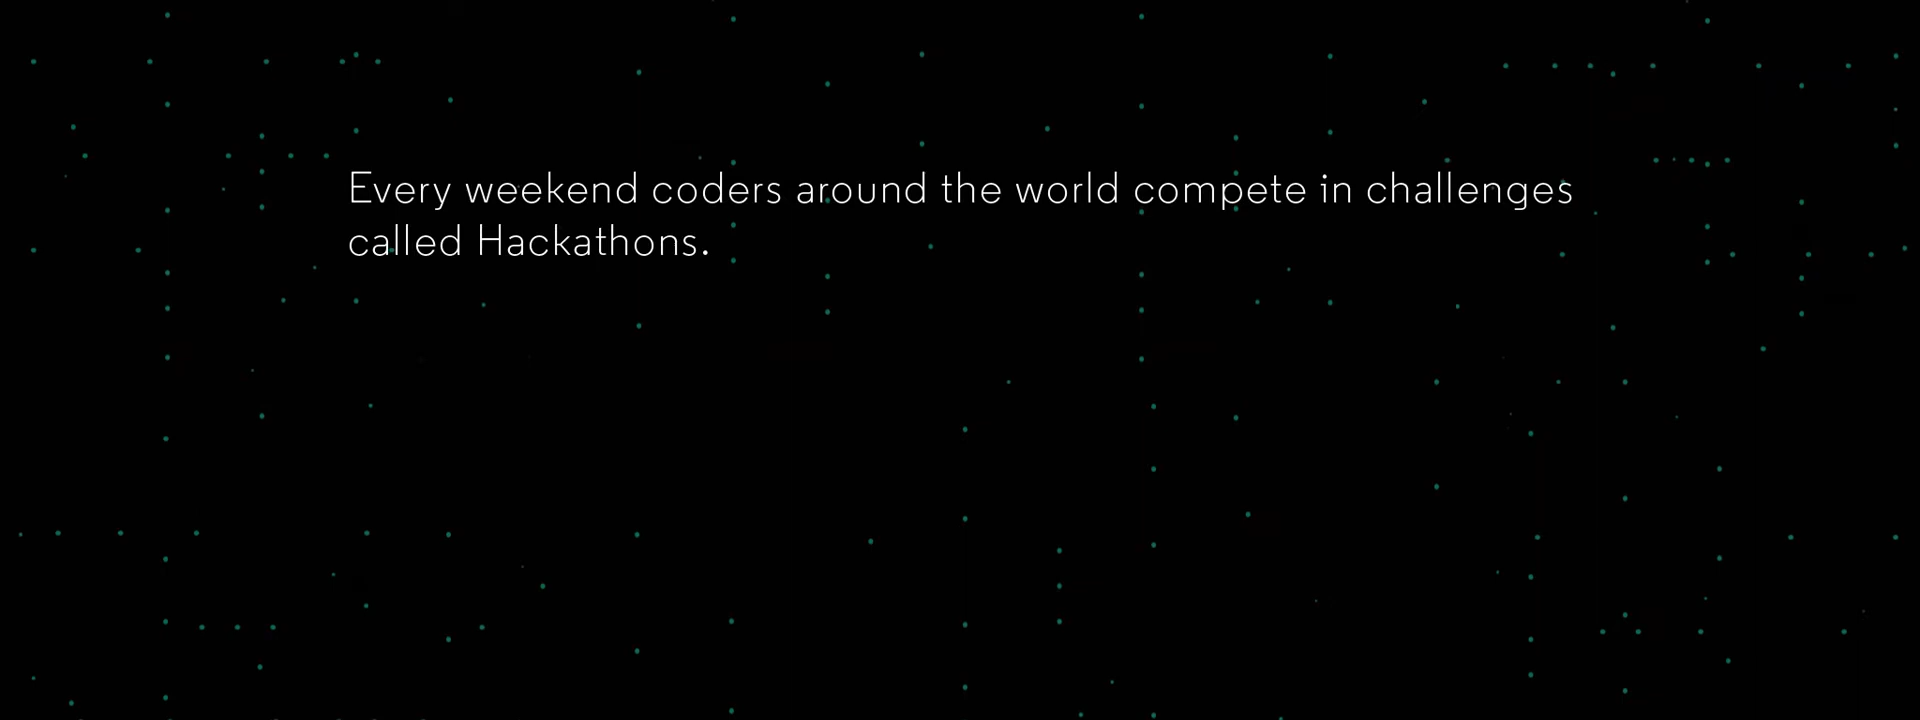 Every weekend coders around the world compete in challenges
called Hackathons.